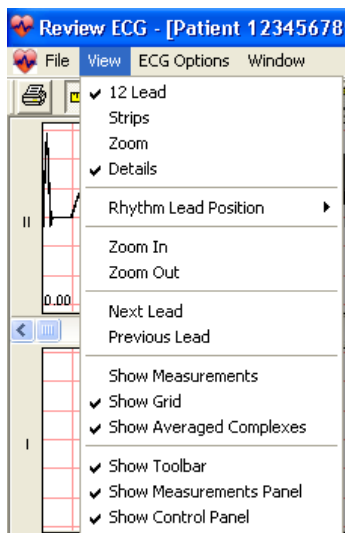 Review ECG - [Patient 12345678
File View ECG Options Window
12 Lead
Strips
Zoom
Details
Rhythm Lead Position
II
Zoom In
Zoom Out
0.00
Next Lead
Previous Lead
Show Measurements
Show Grid
Show Averaged Complexes
I
Show Toolbar
Show Measurements Panel
Show Control Panel